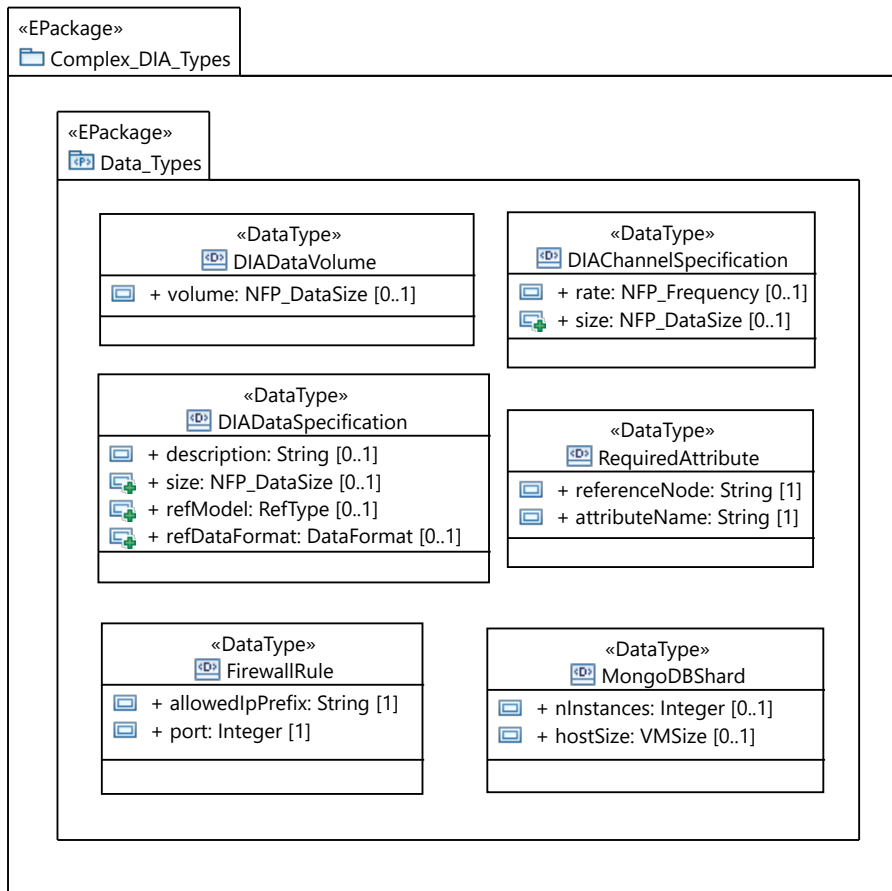 «EPackage»
Complex_DIA_Types
«EPackage»
<P> Data_Types
«DataType»
<D> DIADataVolume
+ volume: NFP_DataSize [0..1]
«DataType»
<D> DIAChannelSpecification
+ rate: NFP_Frequency [0..1]
+ size: NFP_DataSize [0..1]
«DataType»
<D> DIADataSpecification
+ description: String [0..1]
+ size: NFP_DataSize [0..1]
+ refModel: RefType [0..1]
+ refDataFormat: DataFormat [0..1]
«DataType»
<D> RequiredAttribute
+ referenceNode: String [1]
+ attributeName: String [1]
«DataType»
<D> FirewallRule
+ allowedIpPrefix: String [1]
+ port: Integer [1]
«DataType»
<D> MongoDBShard
+ nInstances: Integer [0..1]
+ hostSize: VMSize [0..1]